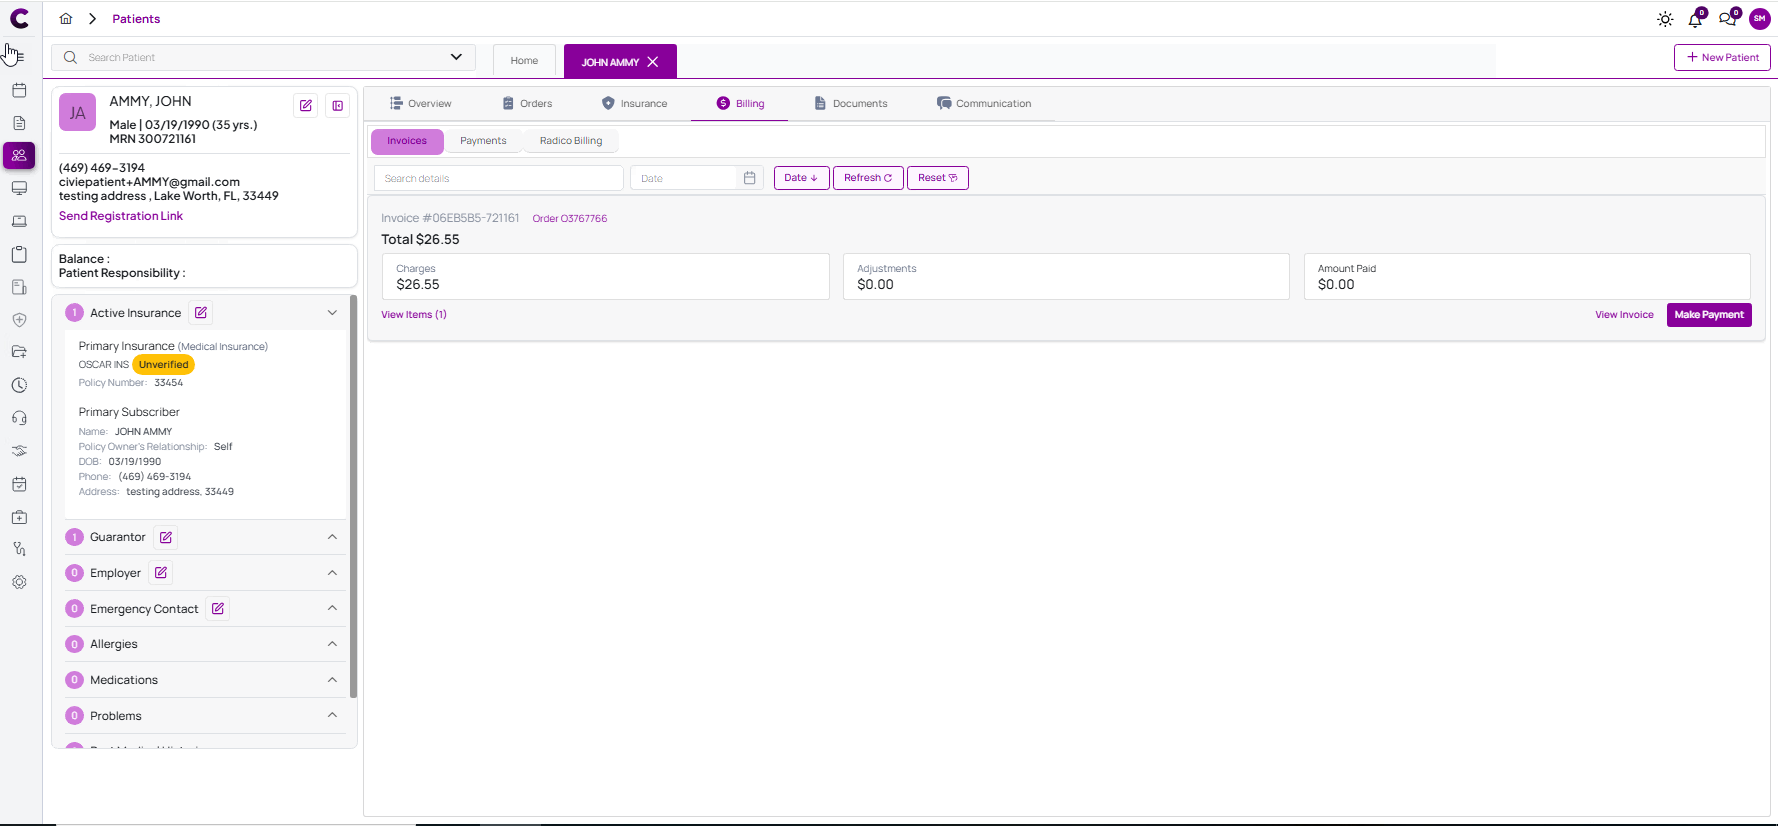 Patients
0
0
SM
Search Patient
Home
JOHN AMMY
New Patient
JA
AMMY, JOHN
Male | 03/19/1990 (35 yrs.)
MRN 300721161
(469) 469-3194
civiepatient+AMMY@gmail.com
testing address , Lake Worth, FL, 33449
Send Registration Link
Balance :
Patient Responsibility :
1 Active Insurance
Primary Insurance (Medical Insurance)
OSCAR INS Unverified
Policy Number: 33454
Primary Subscriber
Name: JOHN AMMY
Policy Owner's Relationship: Self
DOB: 03/19/1990
Phone: (469) 469-3194
Address: testing address, 33449
1 Guarantor
0 Employer
0 Emergency Contact
0 Allergies
0 Medications
0 Problems
Overview
Orders
Insurance
Billing
Documents
Communication
Invoices
Payments
Radico Billing
Search details
Date
Date
Refresh
Reset
Invoice #06EB5B5-721161 Order O3767766
Total $26.55
Charges
$26.55
Adjustments
$0.00
Amount Paid
$0.00
View Items (1)
View Invoice
Make Payment